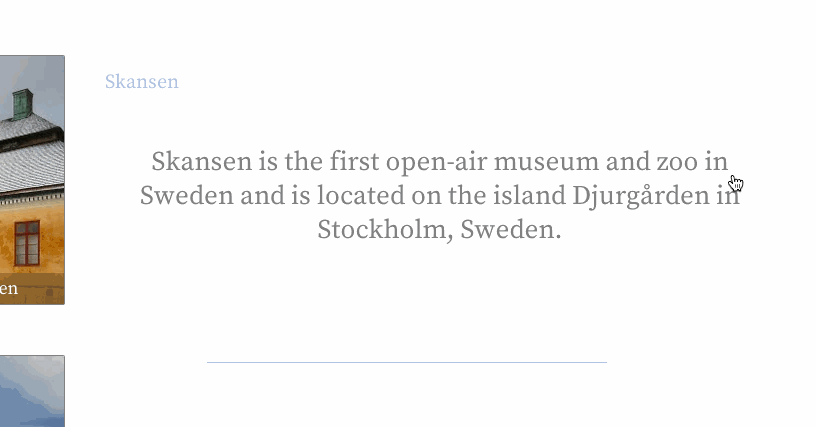 Skansen
Skansen is the first open-air museum and zoo in
Sweden and is located on the island Djurgården in
Stockholm, Sweden.
en